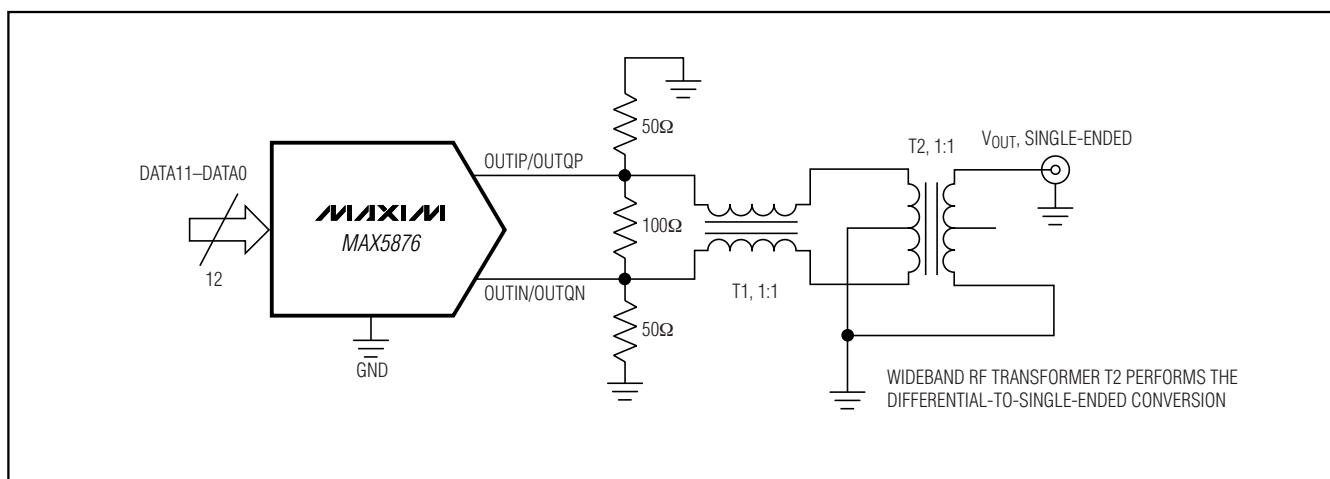 50Ω
T2, 1:1
VOUT, SINGLE-ENDED
DATA11–DATA0
OUTIP/OUTQP
MAXIM
MAX5876
100Ω
12
OUTIN/OUTQN
T1, 1:1
50Ω
GND
WIDEBAND RF TRANSFORMER T2 PERFORMS THE
DIFFERENTIAL-TO-SINGLE-ENDED CONVERSION